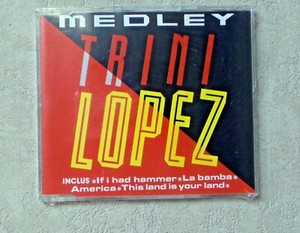 MEDLEY
TRINI
LOPEZ
INCLUS •If i had hammer•La bamba•
America•This land is your land•